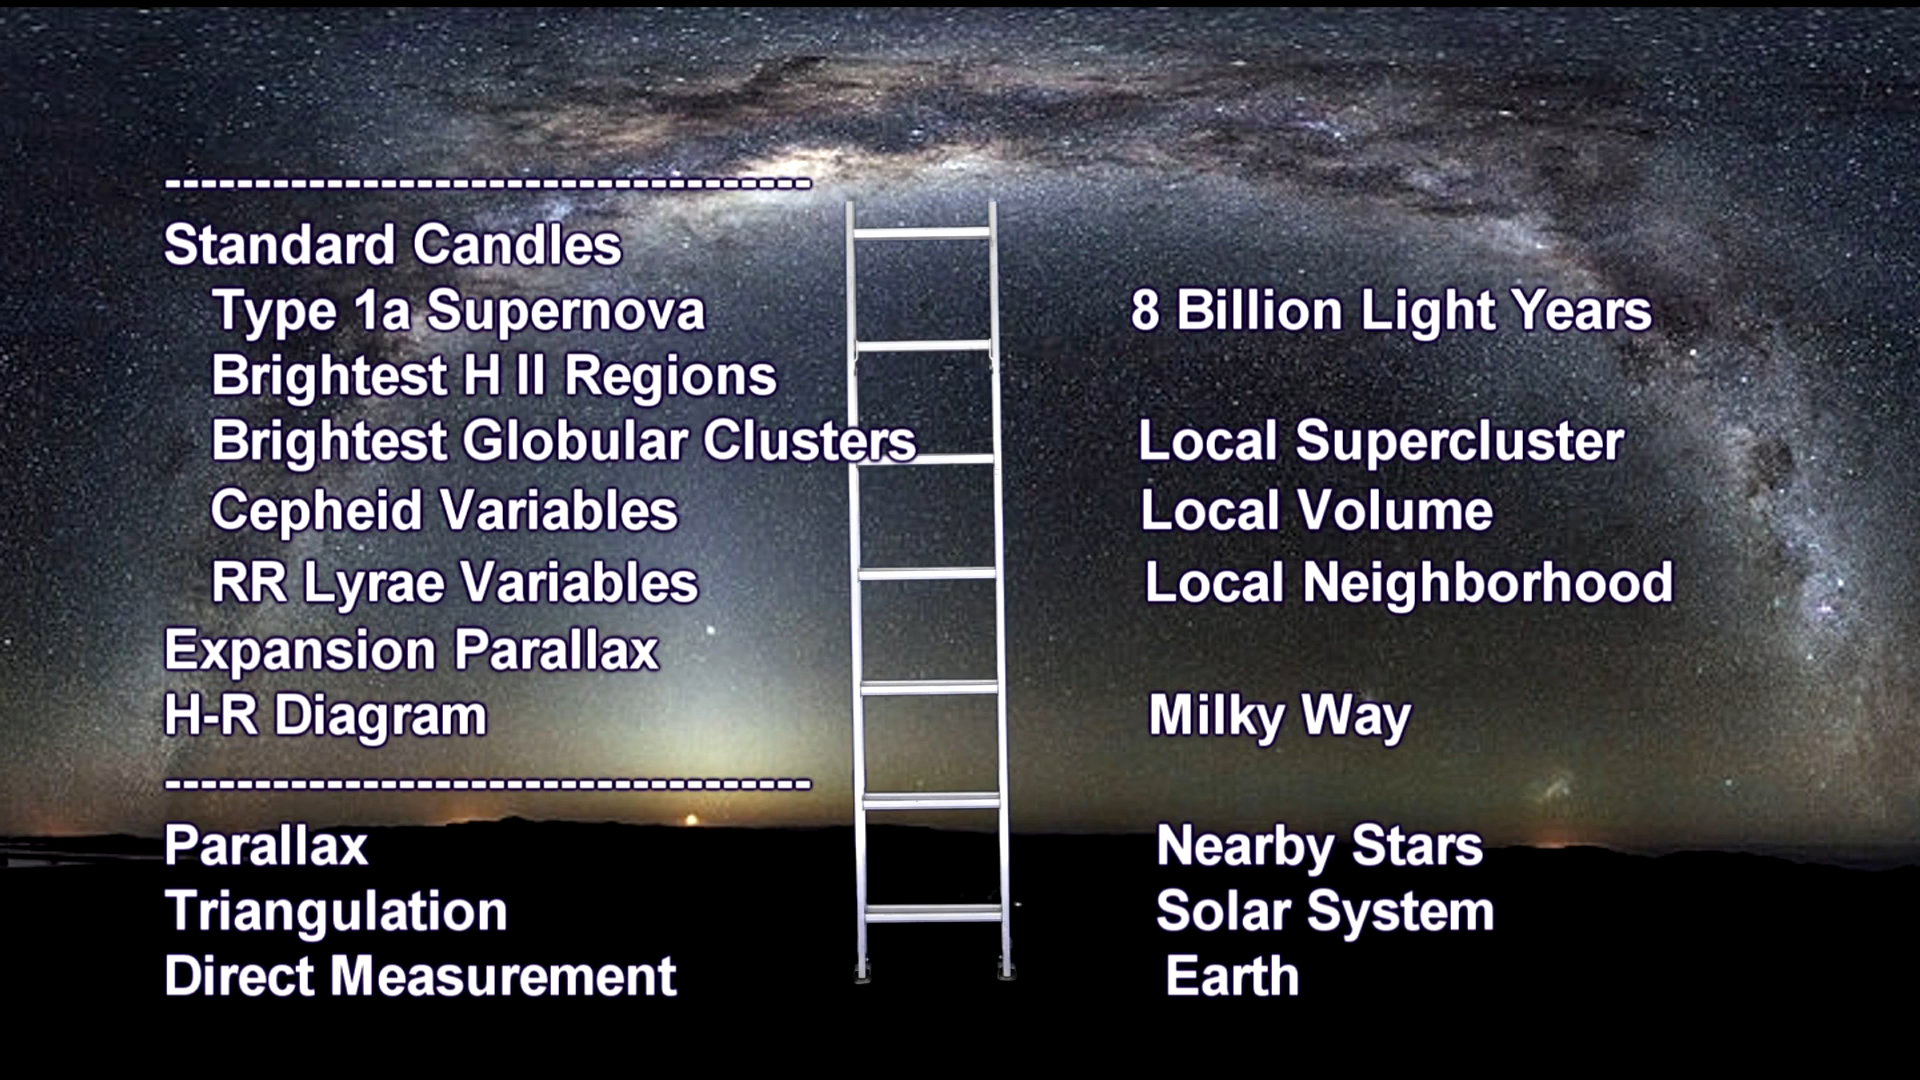 ------------------------------------
Standard Candles
Type 1a Supernova 8 Billion Light Years
Brightest H II Regions
Brightest Globular Clusters Local Supercluster
Cepheid Variables Local Volume
RR Lyrae Variables Local Neighborhood
Expansion Parallax
H-R Diagram Milky Way
------------------------------------
Parallax Nearby Stars
Triangulation Solar System
Direct Measurement Earth